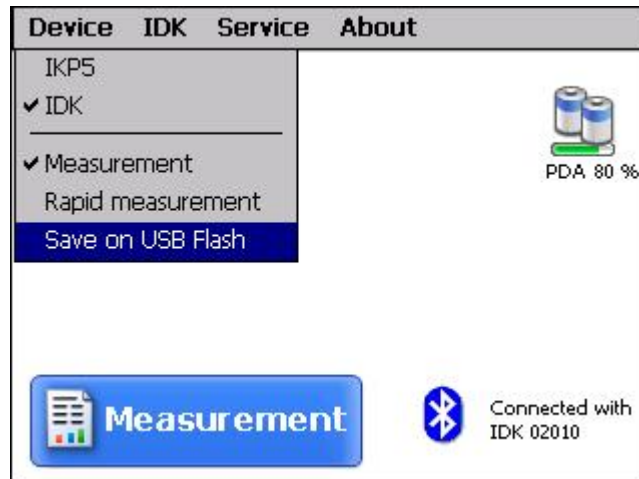 Device IDK Service About
IKP5
IDK
Measurement
Rapid measurement
Save on USB Flash
PDA 80 %
Measurement
Connected with
IDK 02010